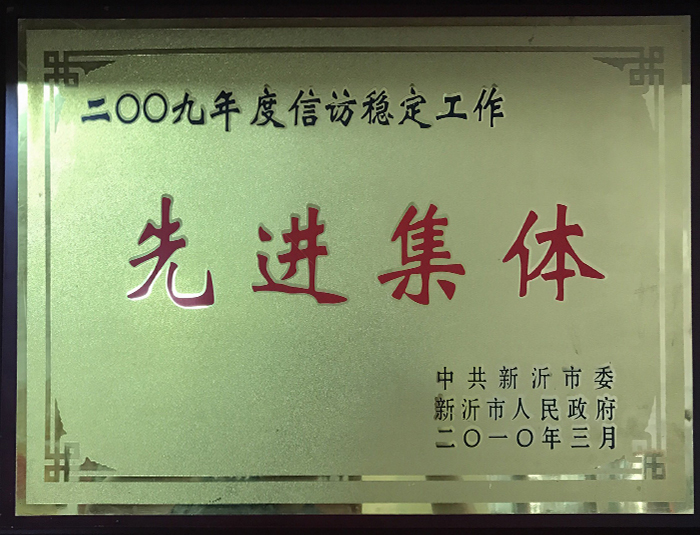 二〇〇九年度信访稳定工作
先进集体
中共新沂市委
新沂市人民政府
二〇一〇年三月